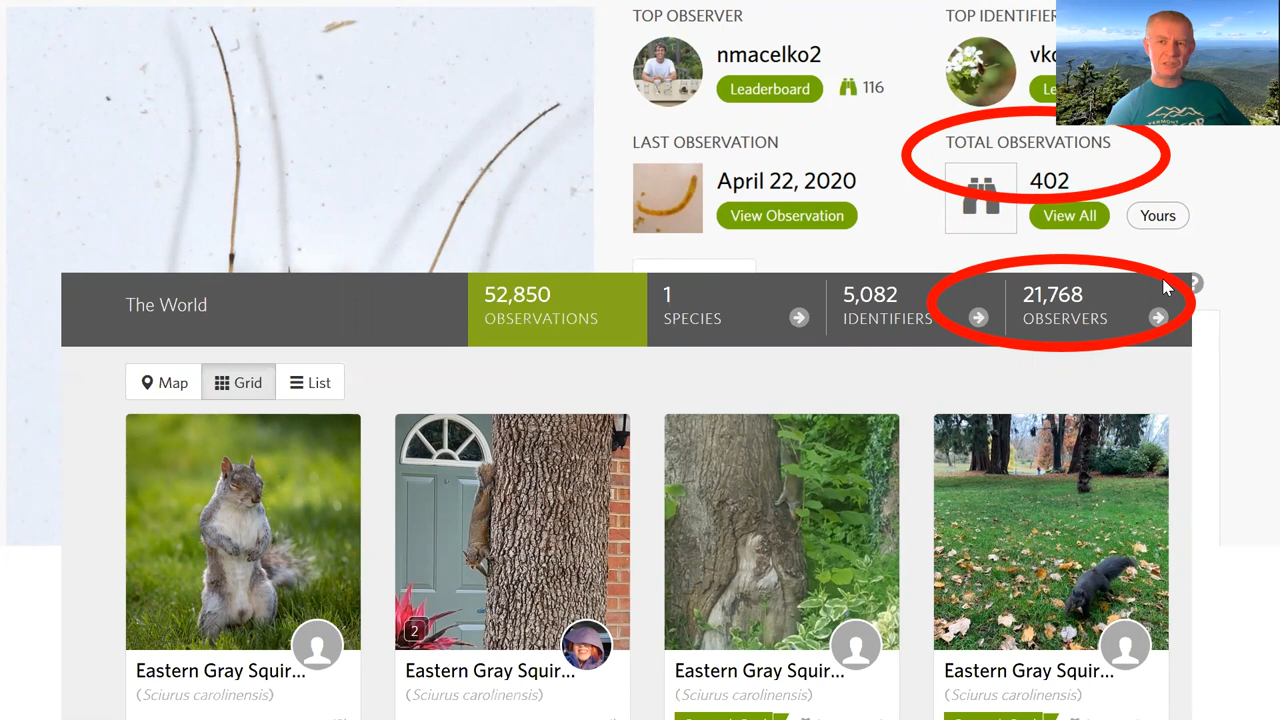 TOP OBSERVER
nmacelko2
Leaderboard
116
TOP IDENTIFIER
vk
Le
LAST OBSERVATION
April 22, 2020
View Observation
TOTAL OBSERVATIONS
402
View All
Yours
The World
52,850
OBSERVATIONS
1
SPECIES
5,082
IDENTIFIERS
21,768
OBSERVERS
?
Map
Grid
List
2
Eastern Gray Squir...
(Sciurus carolinensis)
Eastern Gray Squir...
(Sciurus carolinensis)
Eastern Gray Squir...
(Sciurus carolinensis)
Eastern Gray Squir...
(Sciurus carolinensis)